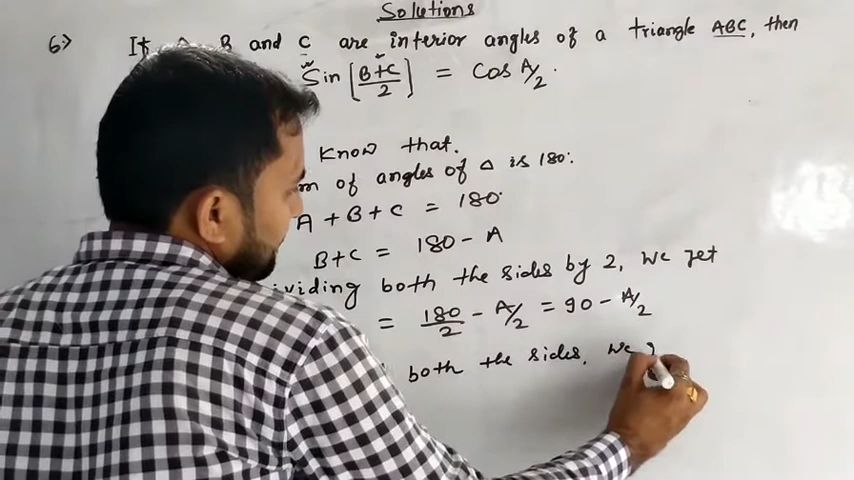 Solutions
6> If A, B and C are interior angles of a triangle ABC, then
Sin [B+C/2] = Cos A/2.
Know that.
of angles of Δ is 180°.
A + B + C = 180°
B+C = 180 - A
both the sides by 2, we get
= 180/2 - A/2 = 90 - A/2
both the sides, we